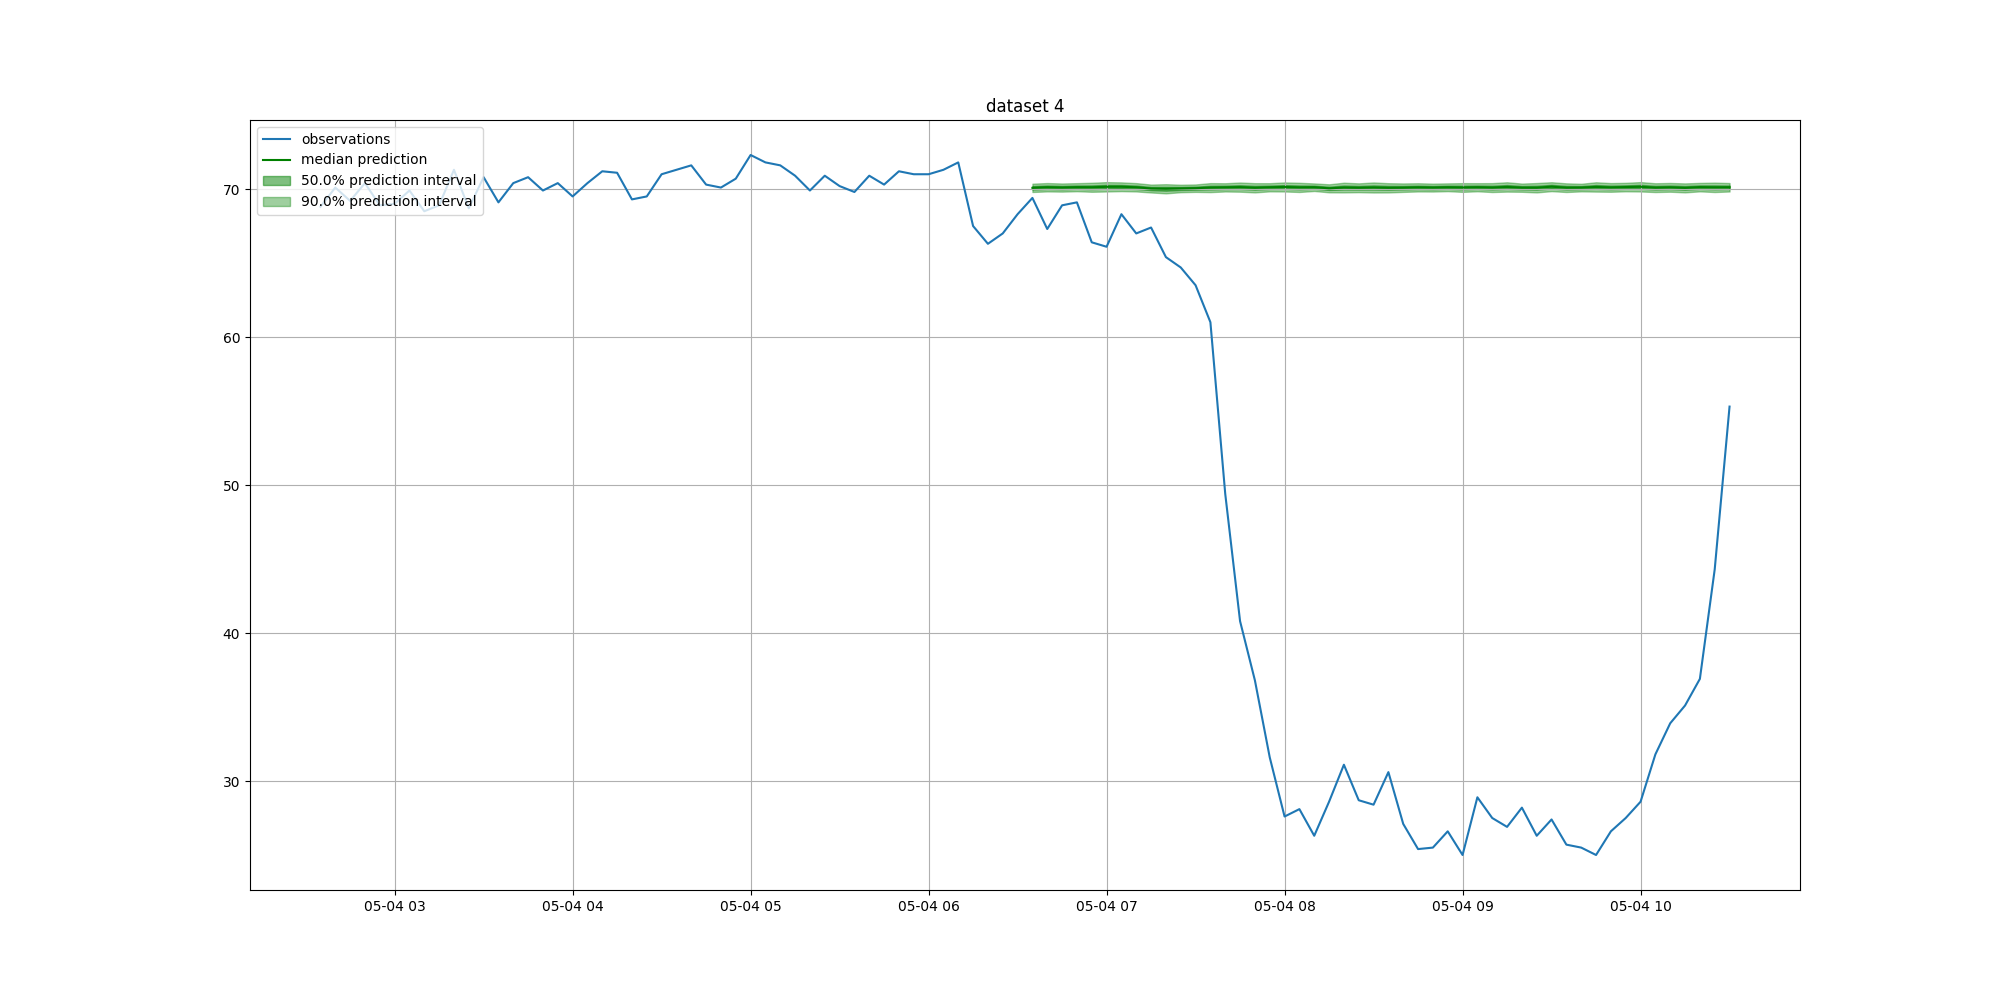 dataset 4
observations
median prediction
50.0% prediction interval
90.0% prediction interval
70
60
50
40
30
05-04 03
05-04 04
05-04 05
05-04 06
05-04 07
05-04 08
05-04 09
05-04 10